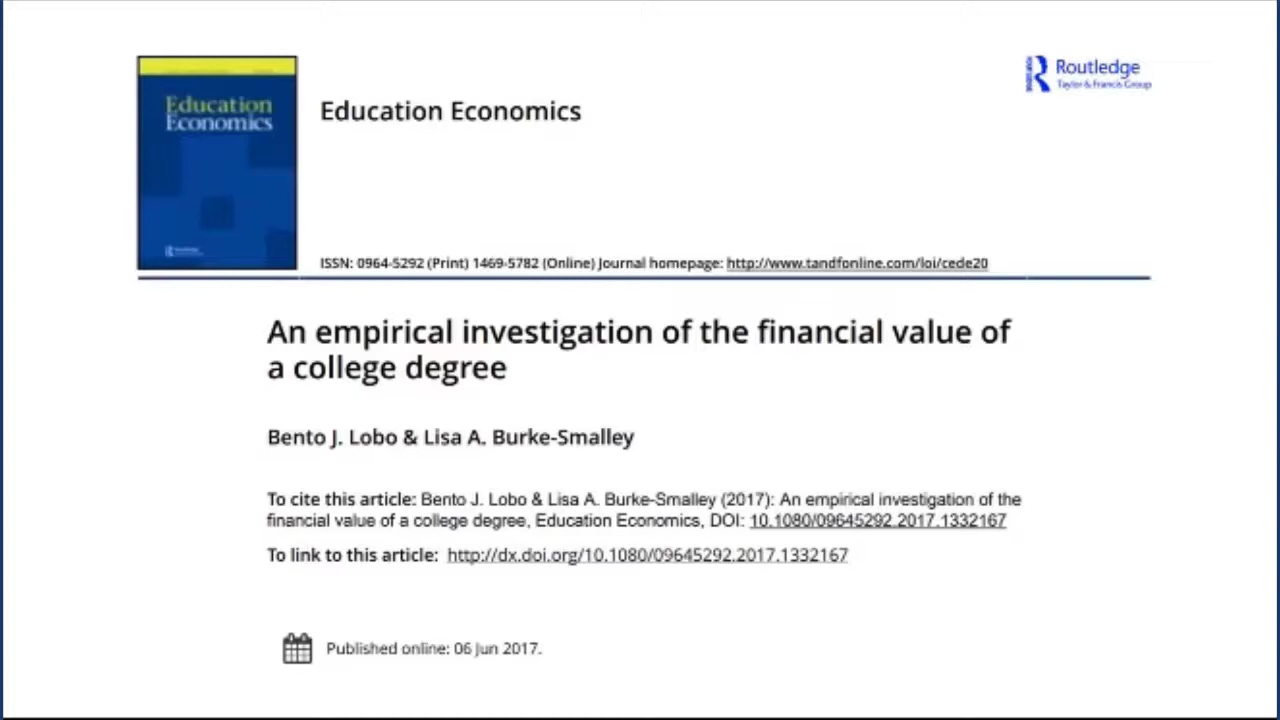 Education
Economics
Education Economics
Routledge
Taylor & Francis Group
ISSN: 0964-5292 (Print) 1469-5782 (Online) Journal homepage: http://www.tandfonline.com/loi/cede20
An empirical investigation of the financial value of
a college degree
Bento J. Lobo & Lisa A. Burke-Smalley
To cite this article: Bento J. Lobo & Lisa A. Burke-Smalley (2017): An empirical investigation of the
financial value of a college degree, Education Economics, DOI: 10.1080/09645292.2017.1332167
To link to this article: http://dx.doi.org/10.1080/09645292.2017.1332167
Published online: 06 Jun 2017.